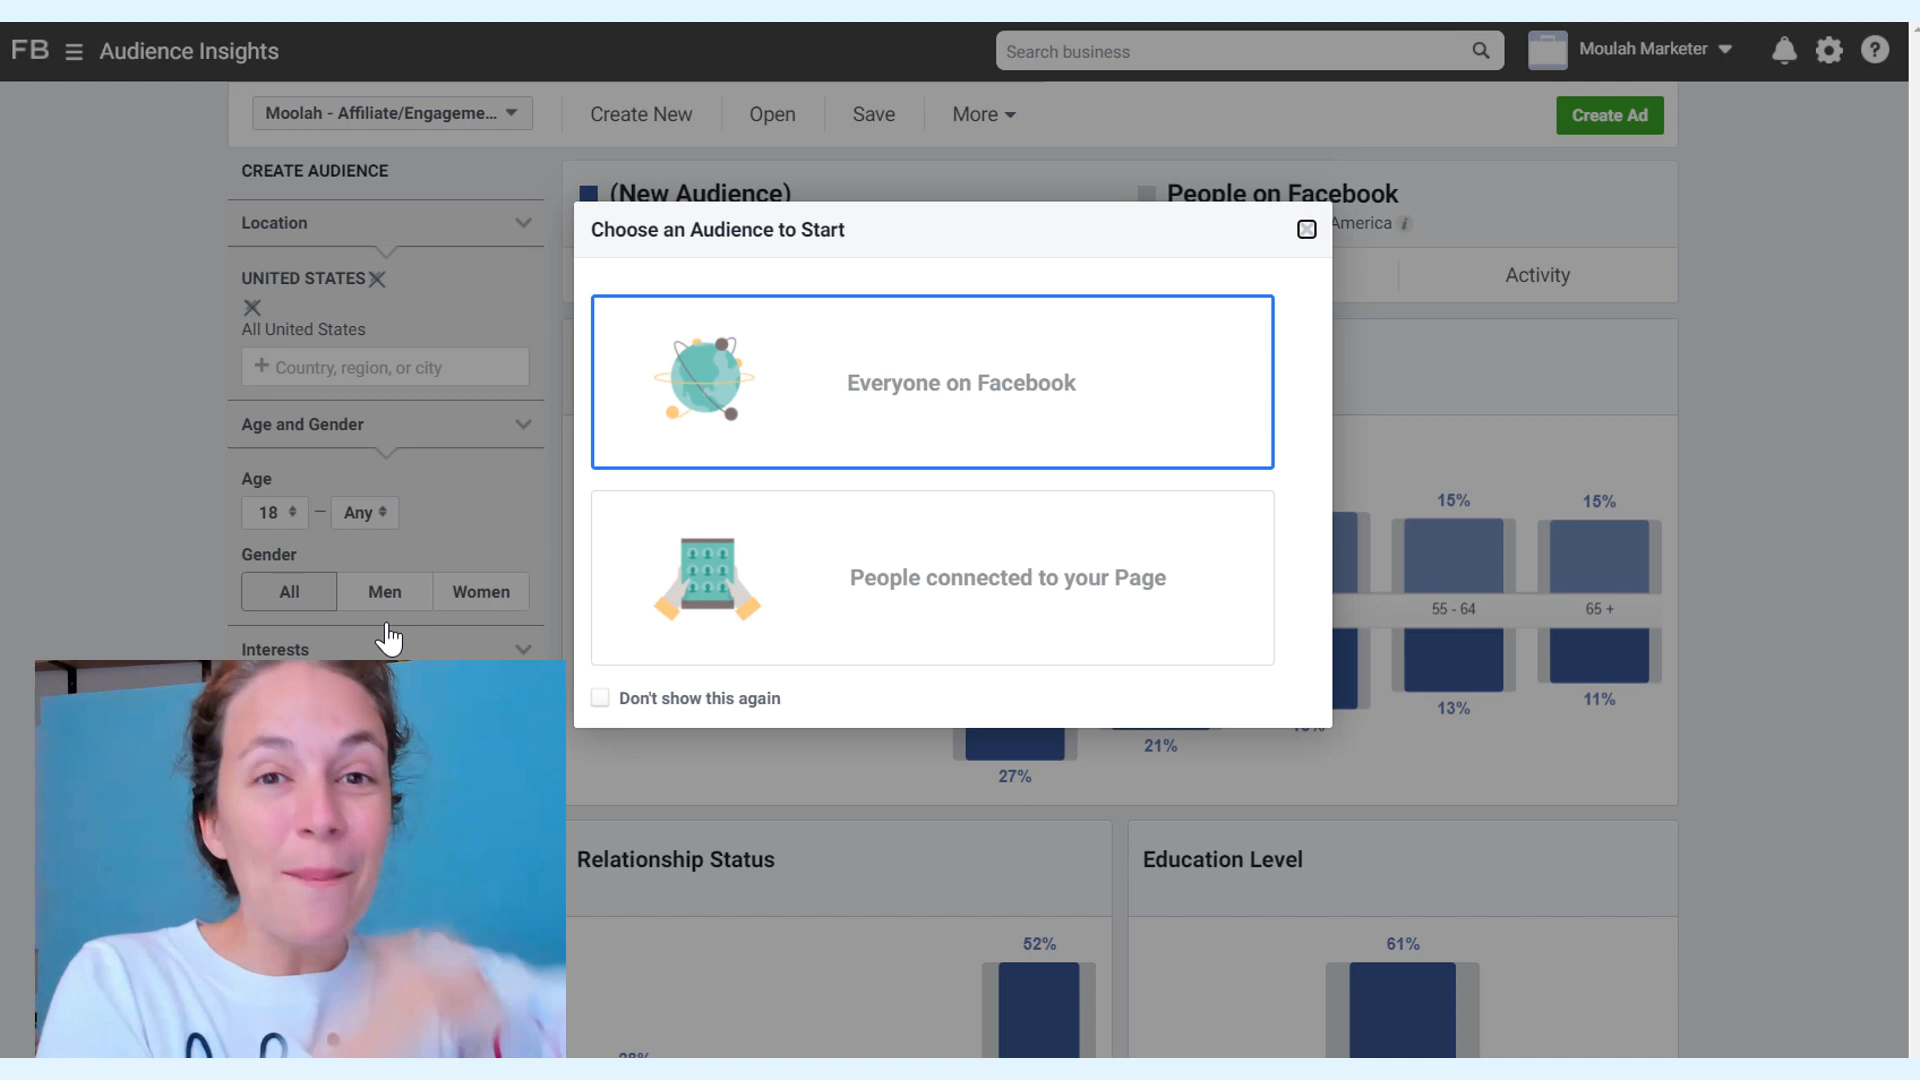 FB
Audience Insights
Search business
Moulah Marketer
?
Moolah - Affiliate/Engageme...
Create New
Open
Save
More
Create Ad
CREATE AUDIENCE
Location
UNITED STATES
All United States
+ Country, region, or city
Age and Gender
Age
18 – Any
Gender
All
Men
Women
Interests
(New Audience)
People on Facebook
America i
Activity
Choose an Audience to Start
Everyone on Facebook
People connected to your Page
Don't show this again
15%
15%
55 - 64
65 +
13%
11%
21%
27%
Relationship Status
52%
Education Level
61%